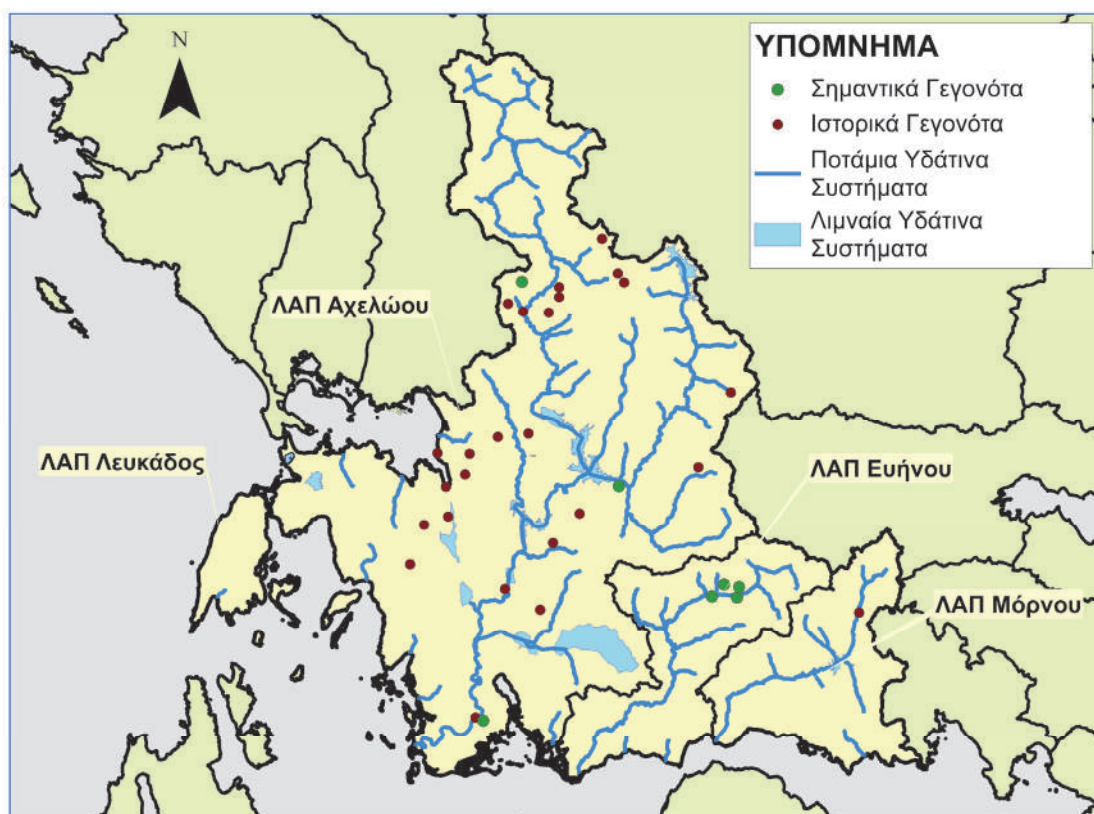 N
ΥΠΟΜΝΗΜΑ
Σημαντικά Γεγονότα
Ιστορικά Γεγονότα
Ποτάμια Υδάτινα
Συστήματα
Λιμναία Υδάτινα
Συστήματα
ΛΑΠ Αχελώου
ΛΑΠ Λευκάδος
ΛΑΠ Ευήνου
ΛΑΠ Μόρνου